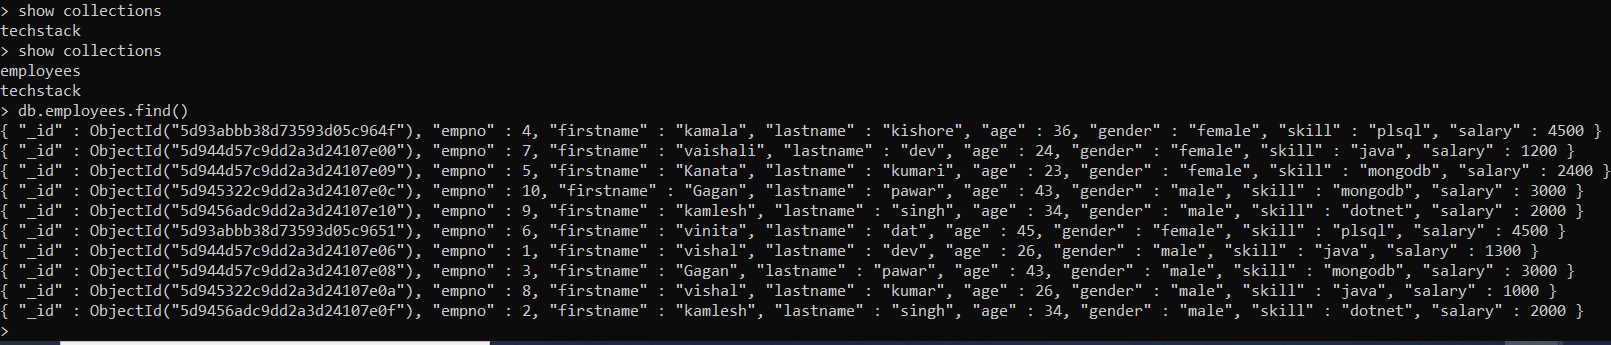 > show collections
techstack
> show collections
employees
techstack
> db.employees.find()
{ "_id" : ObjectId("5d93abbb38d73593d05c964f"), "empno" : 4, "firstname" : "kamala", "lastname" : "kishore", "age" : 36, "gender" : "female", "skill" : "plsql", "salary" : 4500 }
{ "_id" : ObjectId("5d944d57c9dd2a3d24107e00"), "empno" : 7, "firstname" : "vaishali", "lastname" : "dev", "age" : 24, "gender" : "female", "skill" : "java", "salary" : 1200 }
{ "_id" : ObjectId("5d944d57c9dd2a3d24107e09"), "empno" : 5, "firstname" : "Kanata", "lastname" : "kumari", "age" : 23, "gender" : "female", "skill" : "mongodb", "salary" : 2400 }
{ "_id" : ObjectId("5d945322c9dd2a3d24107e0c"), "empno" : 10, "firstname" : "Gagan", "lastname" : "pawar", "age" : 43, "gender" : "male", "skill" : "mongodb", "salary" : 3000 }
{ "_id" : ObjectId("5d9456adc9dd2a3d24107e10"), "empno" : 9, "firstname" : "kamlesh", "lastname" : "singh", "age" : 34, "gender" : "male", "skill" : "dotnet", "salary" : 2000 }
{ "_id" : ObjectId("5d93abbb38d73593d05c9651"), "empno" : 6, "firstname" : "vinita", "lastname" : "dat", "age" : 45, "gender" : "female", "skill" : "plsql", "salary" : 4500 }
{ "_id" : ObjectId("5d944d57c9dd2a3d24107e06"), "empno" : 1, "firstname" : "vishal", "lastname" : "dev", "age" : 26, "gender" : "male", "skill" : "java", "salary" : 1300 }
{ "_id" : ObjectId("5d944d57c9dd2a3d24107e08"), "empno" : 3, "firstname" : "Gagan", "lastname" : "pawar", "age" : 43, "gender" : "male", "skill" : "mongodb", "salary" : 3000 }
{ "_id" : ObjectId("5d945322c9dd2a3d24107e0a"), "empno" : 8, "firstname" : "vishal", "lastname" : "kumar", "age" : 26, "gender" : "male", "skill" : "java", "salary" : 1000 }
{ "_id" : ObjectId("5d9456adc9dd2a3d24107e0f"), "empno" : 2, "firstname" : "kamlesh", "lastname" : "singh", "age" : 34, "gender" : "male", "skill" : "dotnet", "salary" : 2000 }
>